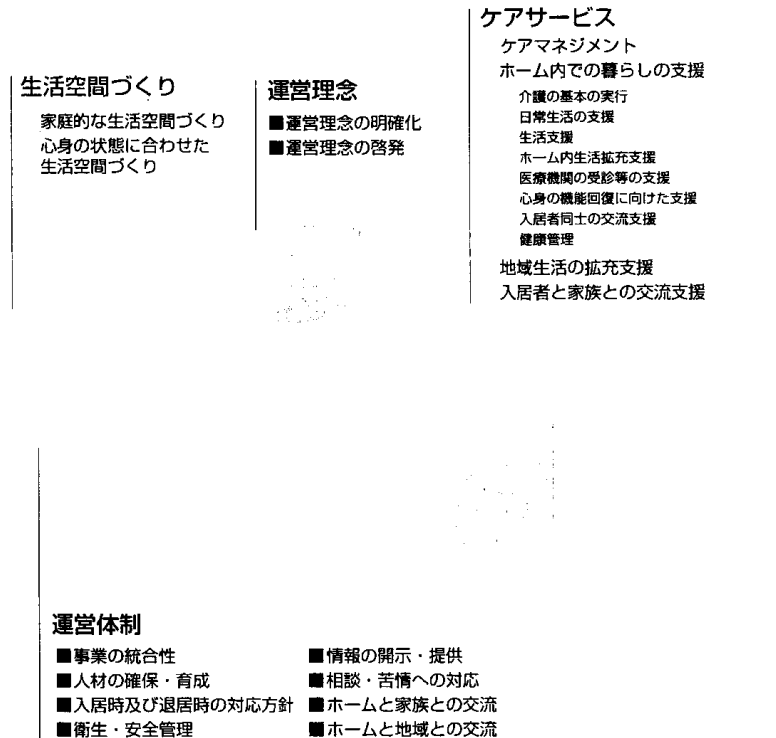 生活空間づくり
家庭的な生活空間づくり
心身の状態に合わせた
生活空間づくり
運営理念
■運営理念の明確化
■運営理念の啓発
ケアサービス
ケアマネジメント
ホーム内での暮らしの支援
介護の基本の実行
日常生活の支援
生活支援
ホーム内生活拡充支援
医療機関の受診等の支援
心身の機能回復に向けた支援
入居者同士の交流支援
健康管理
地域生活の拡充支援
入居者と家族との交流支援
運営体制
■事業の統合性
■人材の確保・育成
■入居時及び退居時の対応方針
■衛生・安全管理
■情報の開示・提供
■相談・苦情への対応
■ホームと家族との交流
■ホームと地域との交流